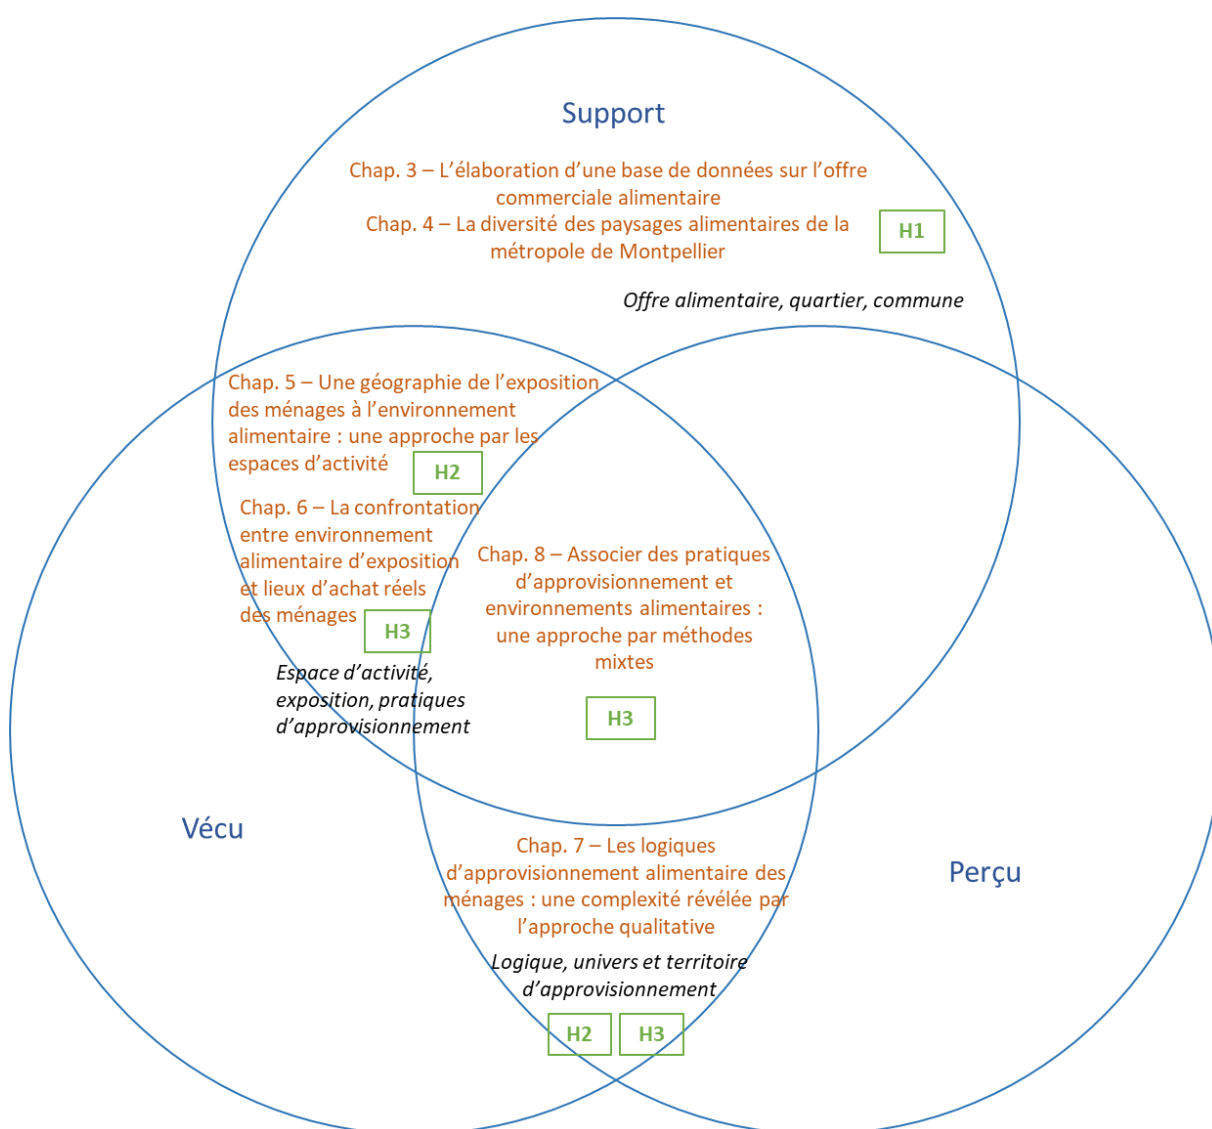 Support
Chap. 3 – L’élaboration d’une base de données sur l’offre
commerciale alimentaire
Chap. 4 – La diversité des paysages alimentaires de la
métropole de Montpellier
H1
Offre alimentaire, quartier, commune
Chap. 5 – Une géographie de l’exposition
des ménages à l’environnement
alimentaire : une approche par les
espaces d’activité
H2
Chap. 6 – La confrontation
entre environnement
alimentaire d’exposition
et lieux d’achat réels
des ménages
H3
Espace d’activité,
exposition, pratiques
d’approvisionnement
Chap. 8 – Associer des pratiques
d’approvisionnement et
environnements alimentaires :
une approche par méthodes
mixtes
H3
Vécu
Perçu
Chap. 7 – Les logiques
d’approvisionnement alimentaire des
ménages : une complexité révélée par
l’approche qualitative
Logique, univers et territoire
d’approvisionnement
H2 H3